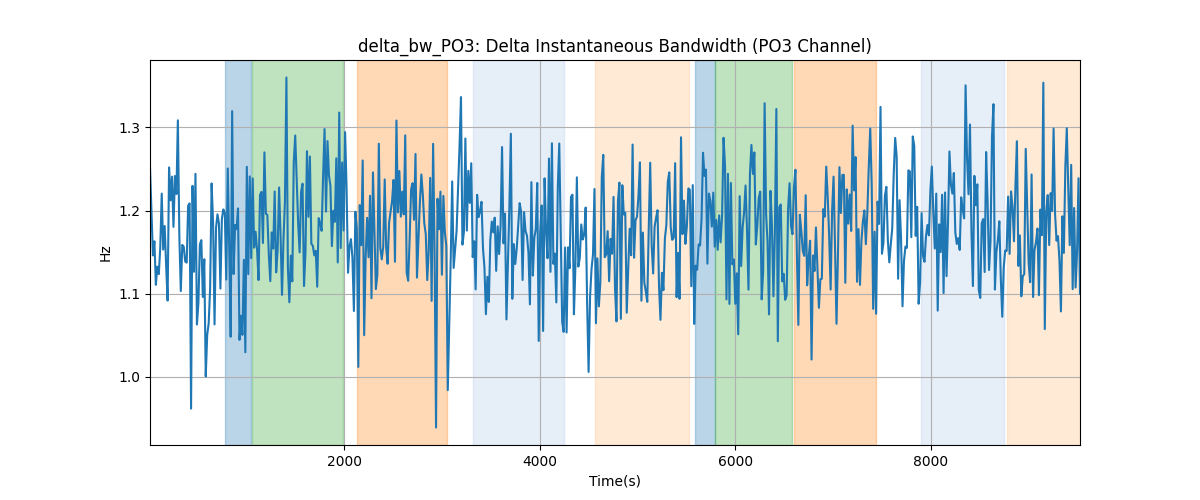 delta_bw_PO3: Delta Instantaneous Bandwidth (PO3 Channel)
1.3
1.2
1.1
1.0
Hz
2000 4000 6000 8000
Time(s)